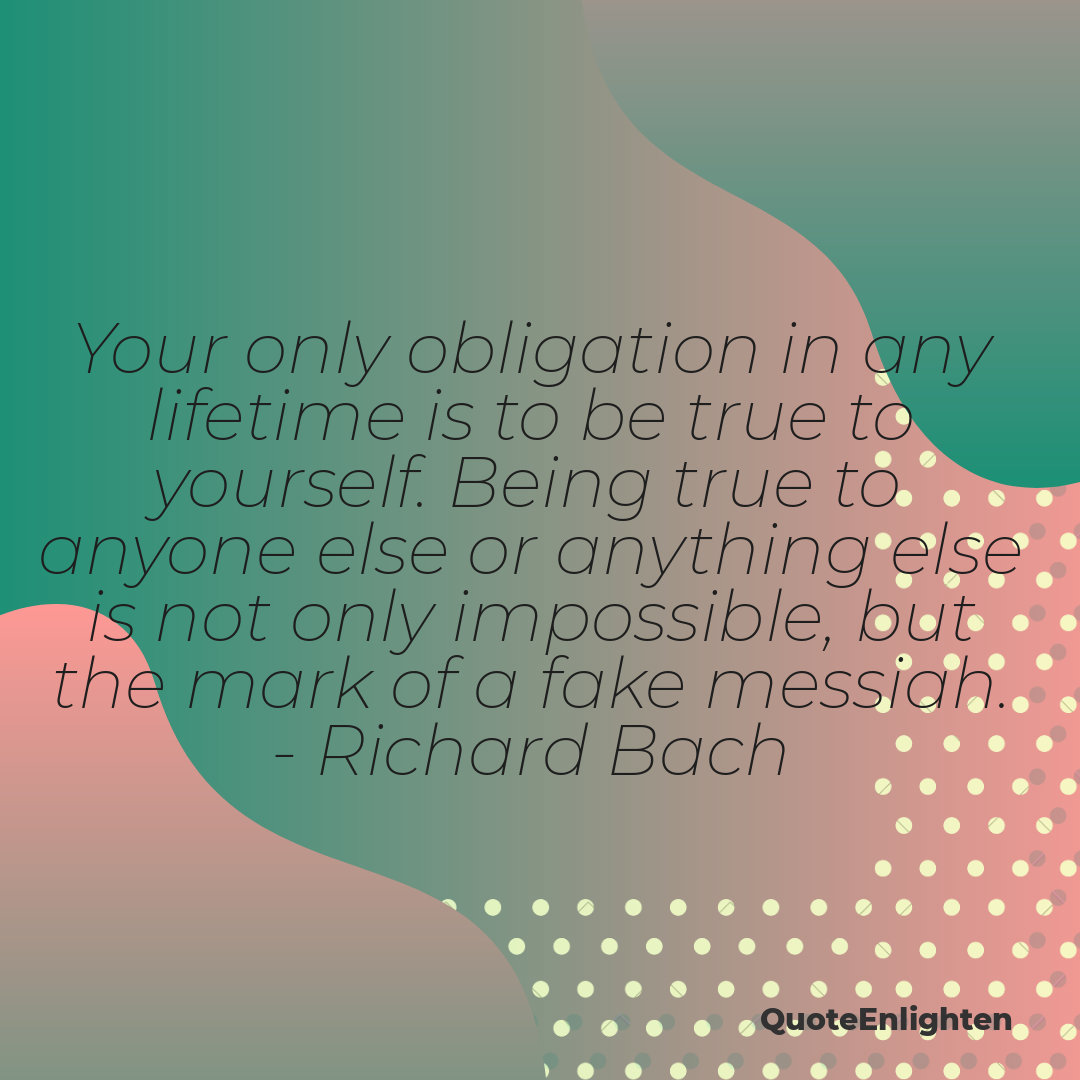 Your only obligation in any
lifetime is to be true to
yourself. Being true to
anyone else or anything else
is not only impossible, but
the mark of a fake messiah.
- Richard Bach
QuoteEnlighten